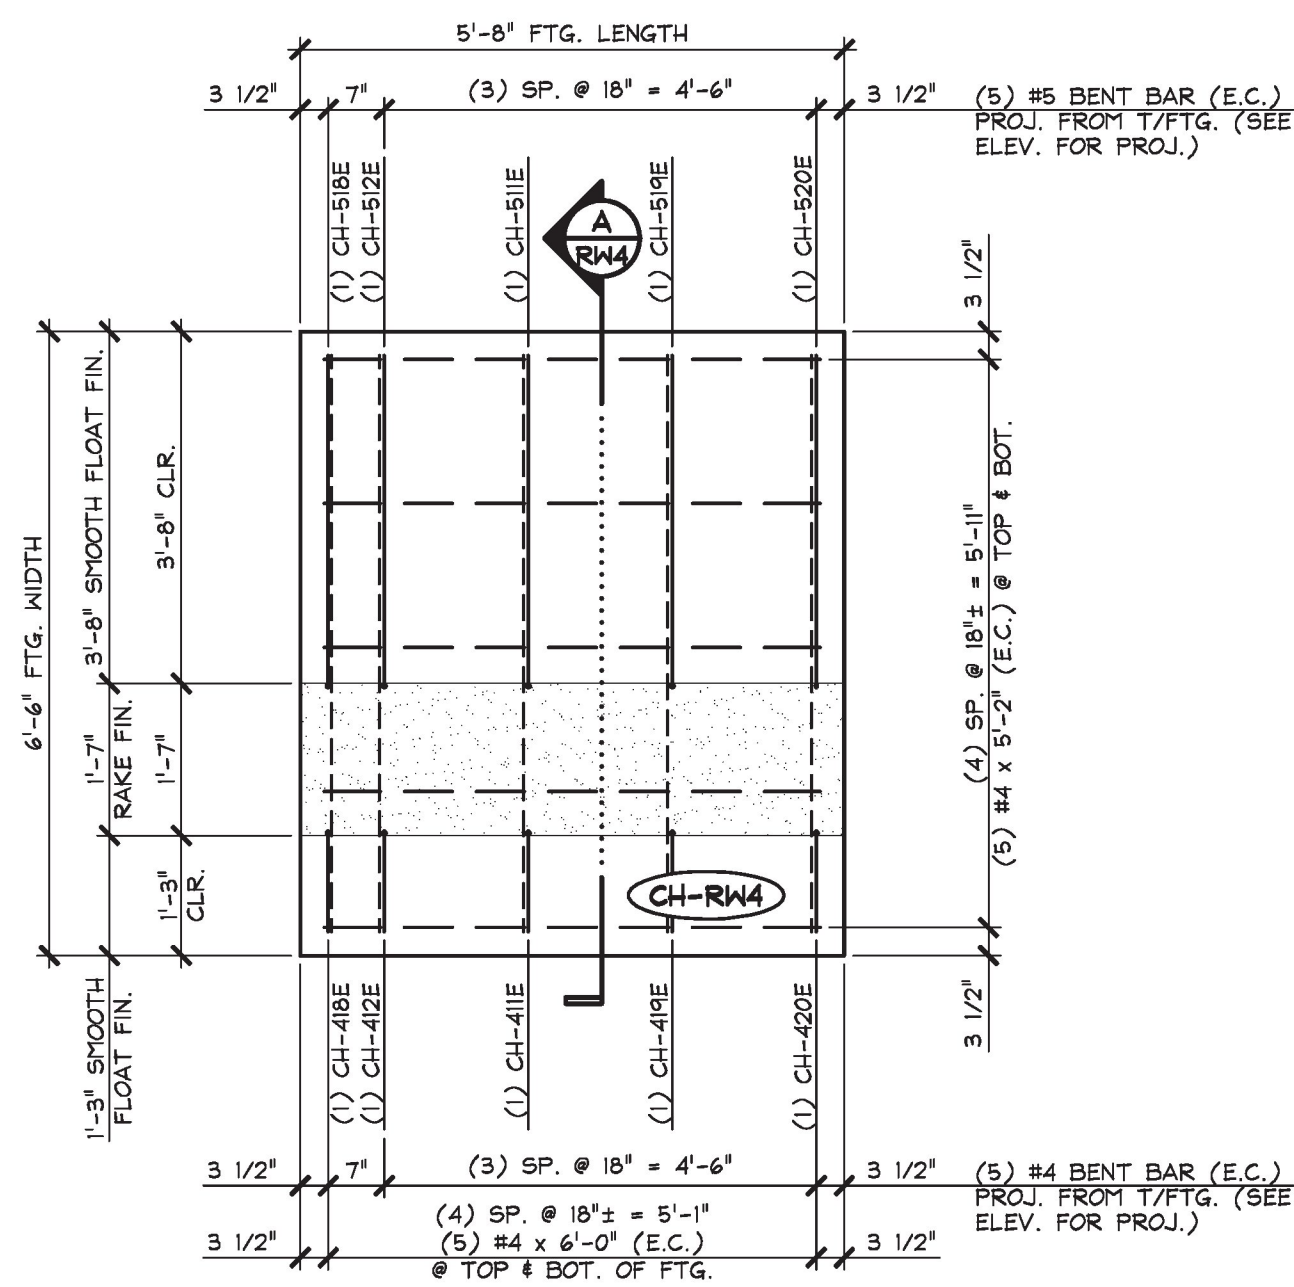 5'-8" FTG. LENGTH
3 1/2"
7"
(3) SP. @ 18" = 4'-6"
3 1/2"
(5) #5 BENT BAR (E.C.)
PROJ. FROM T/FTG. (SEE
ELEV. FOR PROJ.)
(1) CH-518E
(1) CH-512E
(1) CH-511E
A
RW4
(1) CH-519E
(1) CH-520E
3 1/2"
6'-6" FTG. WIDTH
3'-8" SMOOTH FLOAT FIN.
3'-8" CLR.
1'-7"
RAKE FIN.
1'-7"
1'-3"
CLR.
1'-3" SMOOTH
FLOAT FIN.
(4) SP. @ 18"± = 5'-11"
(5) #4 x 5'-2" (E.C.) @ TOP & BOT.
3 1/2"
CH-RW4
(1) CH-418E
(1) CH-412E
(1) CH-411E
(1) CH-419E
(1) CH-420E
3 1/2"
7"
(3) SP. @ 18" = 4'-6"
3 1/2"
(5) #4 BENT BAR (E.C.)
PROJ. FROM T/FTG. (SEE
ELEV. FOR PROJ.)
(4) SP. @ 18"± = 5'-1"
3 1/2"
(5) #4 x 6'-0" (E.C.)
3 1/2"
@ TOP & BOT. OF FTG.